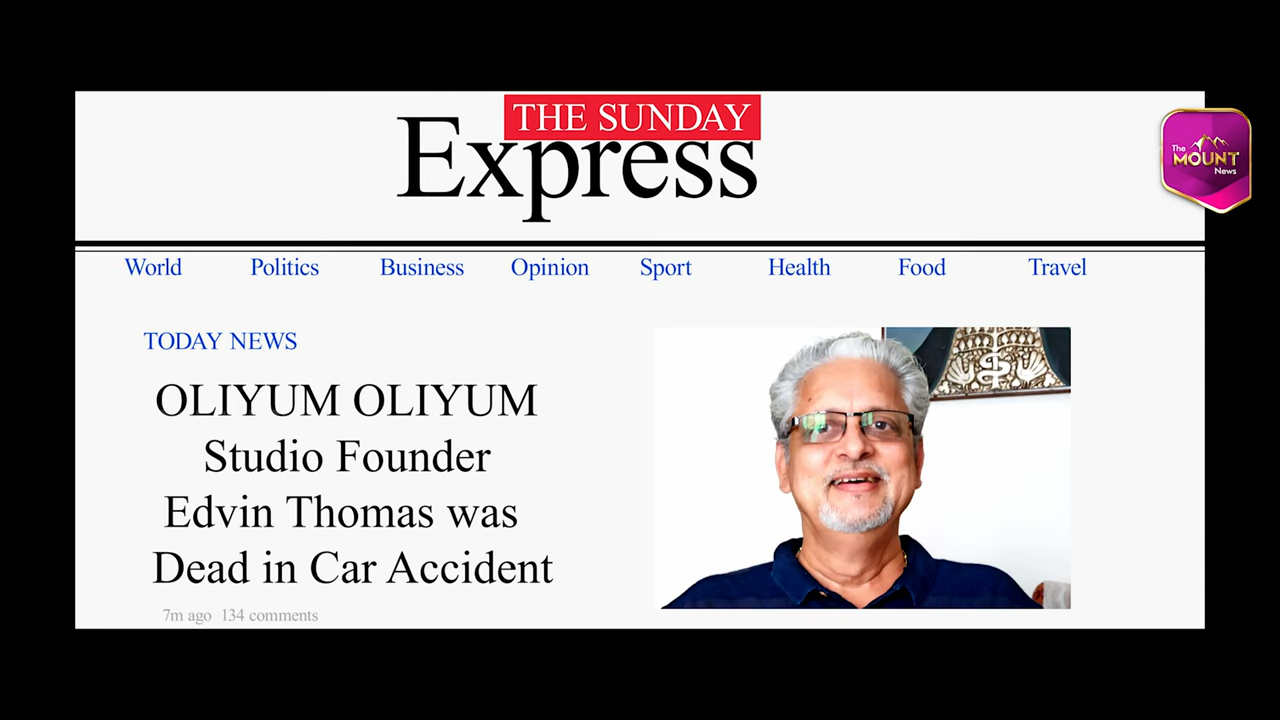 THE SUNDAY
Express
The
MOUNT
News
World Politics Business Opinion Sport Health Food Travel
TODAY NEWS
OLIYUM OLIYUM
Studio Founder
Edvin Thomas was
Dead in Car Accident
7m ago 134 comments